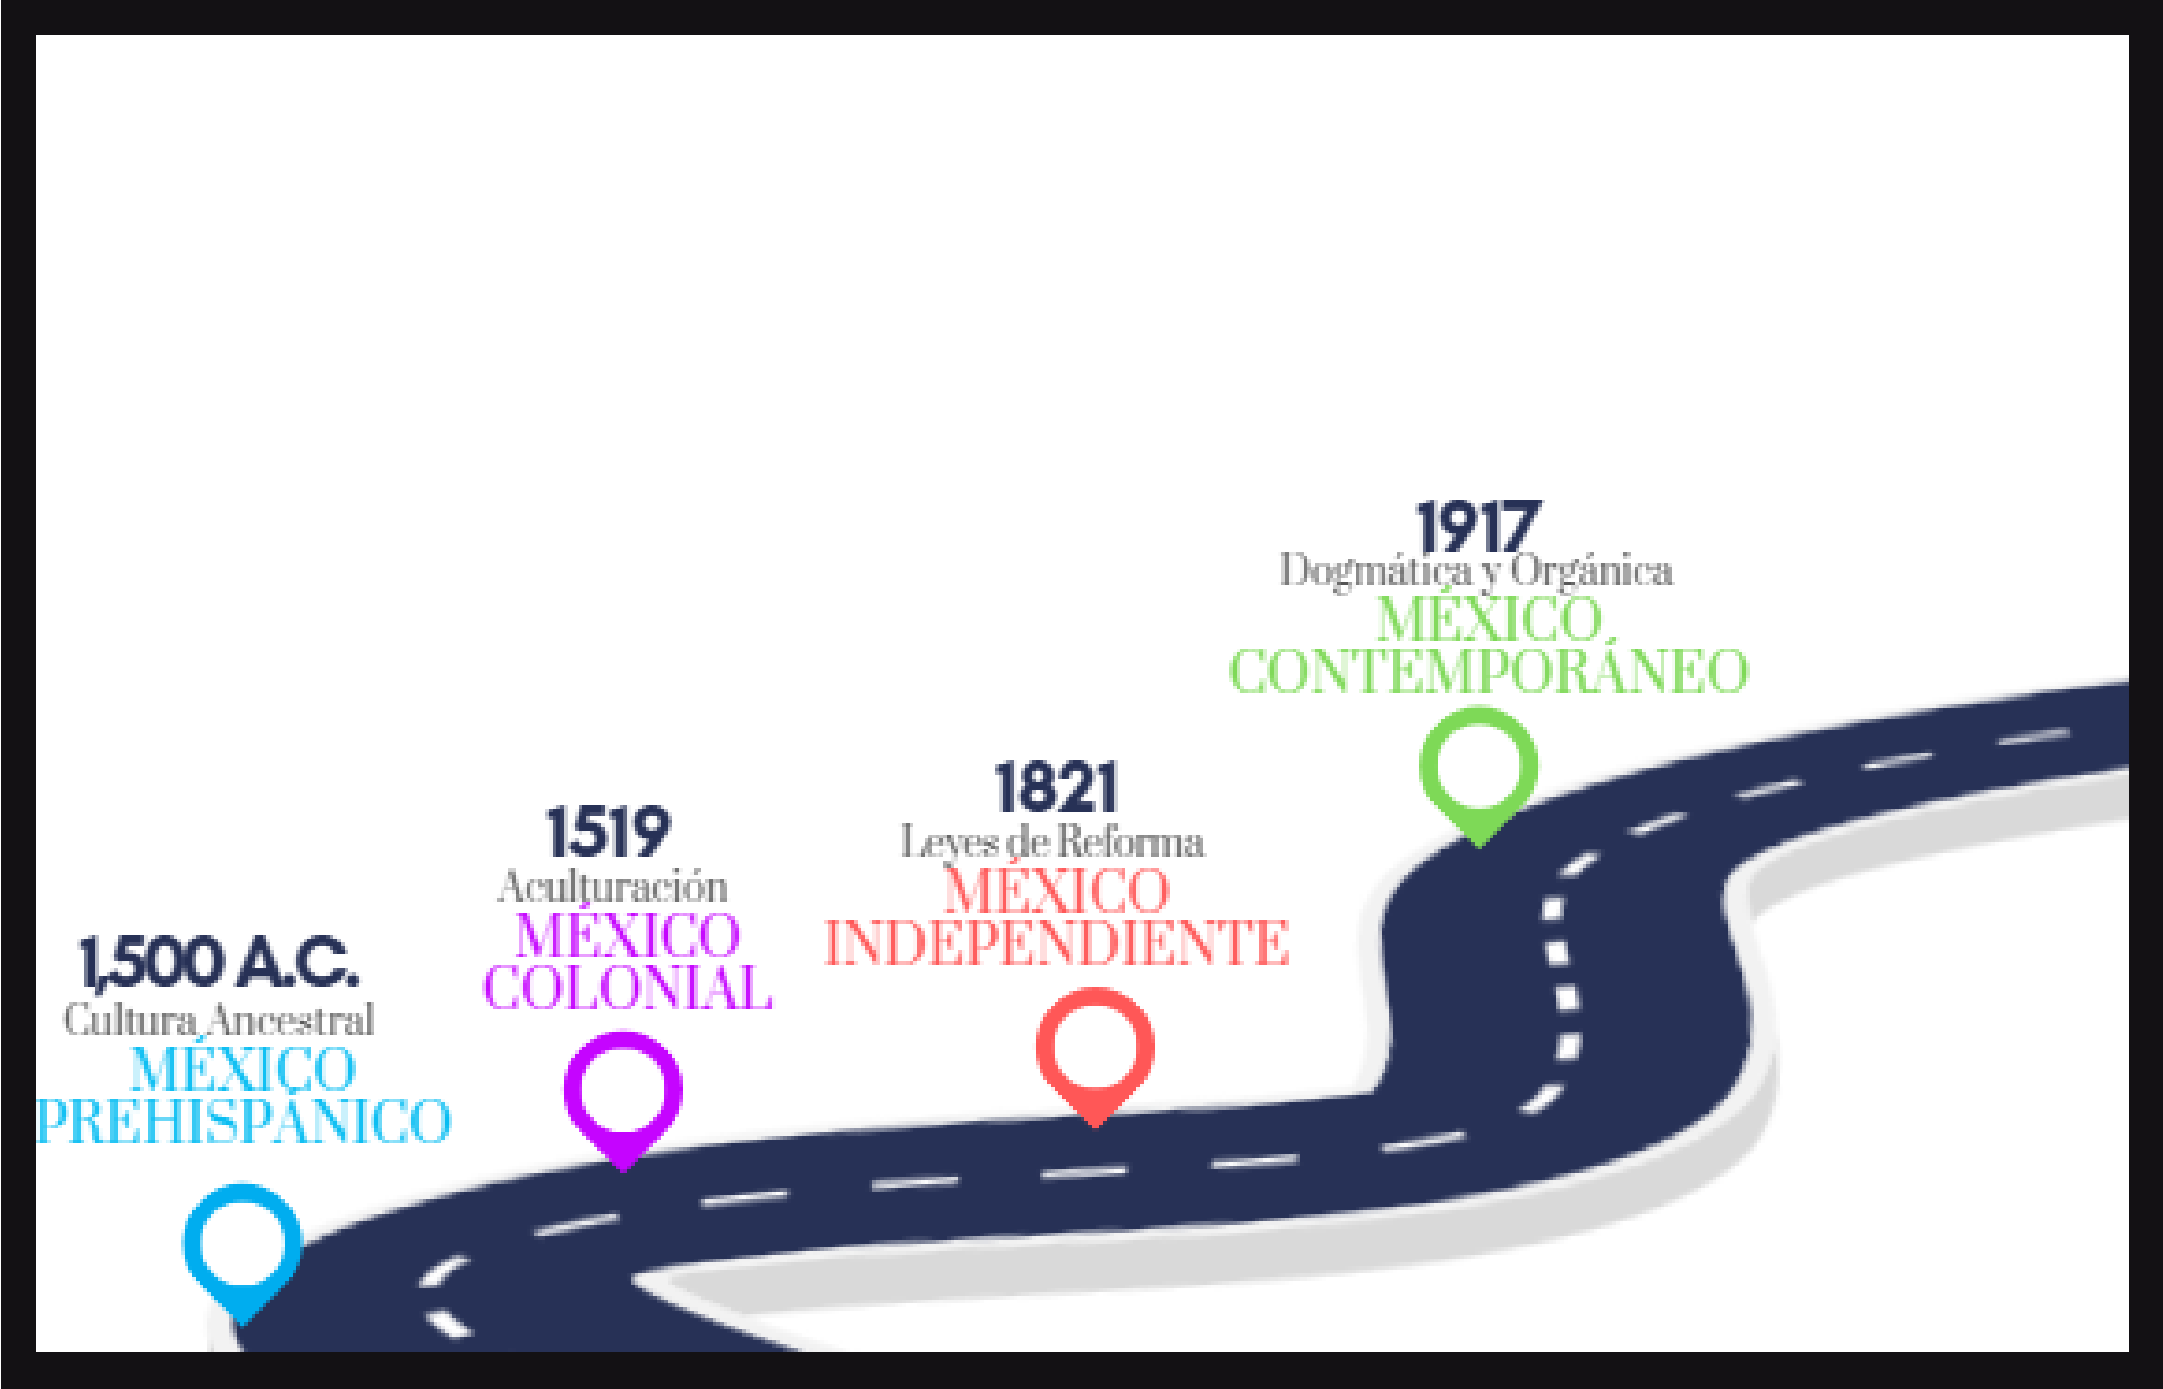 1,500 A.C.
Cultura Ancestral
MÉXICO
PREHISPÁNICO
1519
Aculturación
MÉXICO
COLONIAL
1821
Leyes de Reforma
MÉXICO
INDEPENDIENTE
1917
Dogmática y Orgánica
MÉXICO
CONTEMPORÁNEO